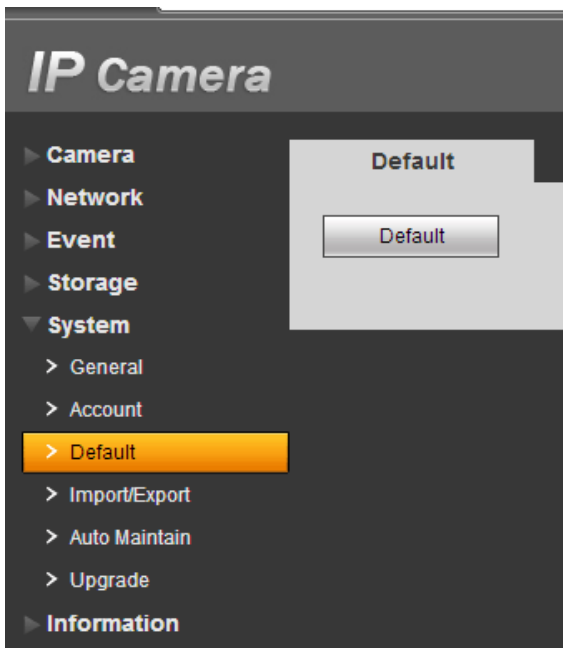 IP Camera
Camera
Network
Event
Storage
System
> General
> Account
> Default
> Import/Export
> Auto Maintain
> Upgrade
Information
Default
Default